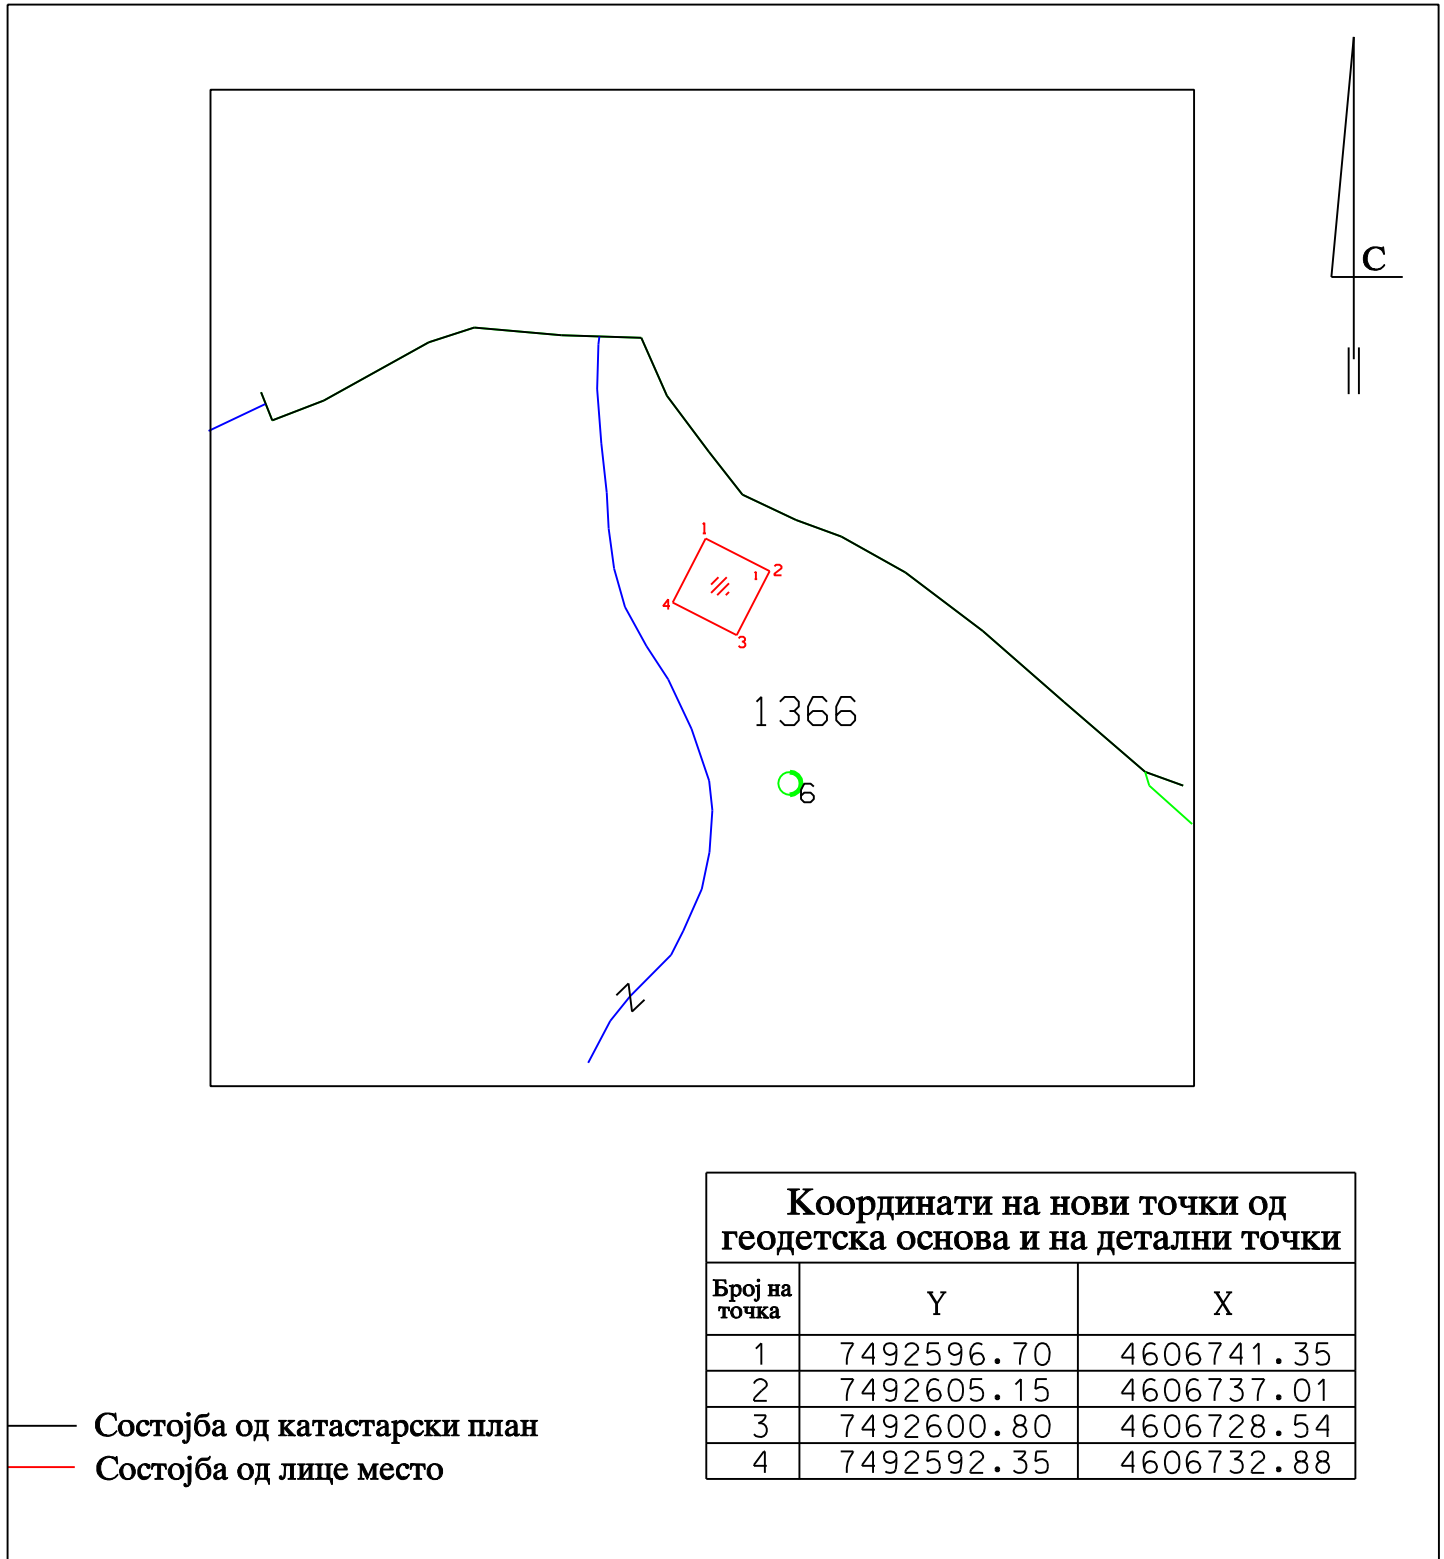 С
1
2
1
4
3
1366
6
Координати на нови точки од
геодетска основа и на детални точки
Број на
точка
Y
X
1 7492596.70 4606741.35
2 7492605.15 4606737.01
3 7492600.80 4606728.54
4 7492592.35 4606732.88
Состојба од катастарски план
Состојба од лице место